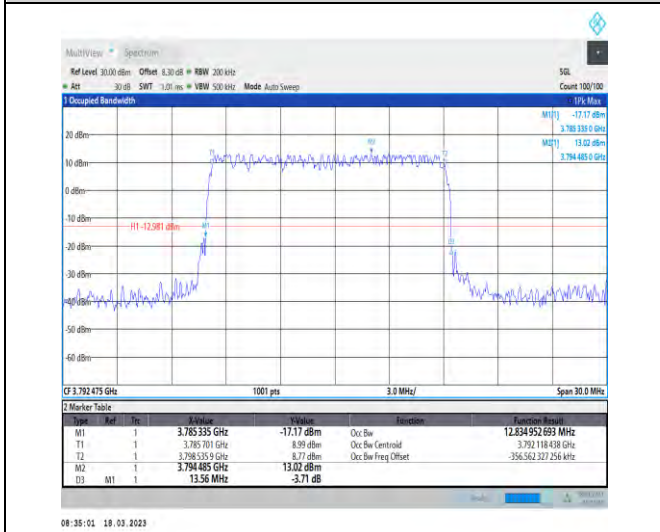 MultiView Spectrum
Ref Level 30.00 dBm Offset 8.30 dB RBW 200 kHz SGL
Att 30 dB SWT 1.01 ms VBW 500 kHz Mode Auto Sweep Count 100/100
1 Occupied Bandwidth 1Pk Max
M1[1] -17.17 dBm
3.785 335 0 GHz
M2[1] 13.02 dBm
3.794 485 0 GHz
20 dBm
10 dBm
0 dBm
-10 dBm
H1 -12.981 dBm
M1
M2
T1
T2
D3
-20 dBm
-30 dBm
-40 dBm
-50 dBm
-60 dBm
CF 3.792 475 GHz 1001 pts 3.0 MHz/ Span 30.0 MHz
2 Marker Table
Type Ref Trc X-Value Y-Value Function Function Result
M1 1 3.785 335 GHz -17.17 dBm Occ Bw 12.834 952 693 MHz
T1 1 3.785 701 GHz 8.99 dBm Occ Bw Centroid 3.792 118 438 GHz
T2 1 3.798 535 9 GHz 8.77 dBm Occ Bw Freq Offset -356.562 327 256 kHz
M2 1 3.794 485 GHz 13.02 dBm
D3 M1 1 13.56 MHz -3.71 dB
08:35:01 18.03.2023